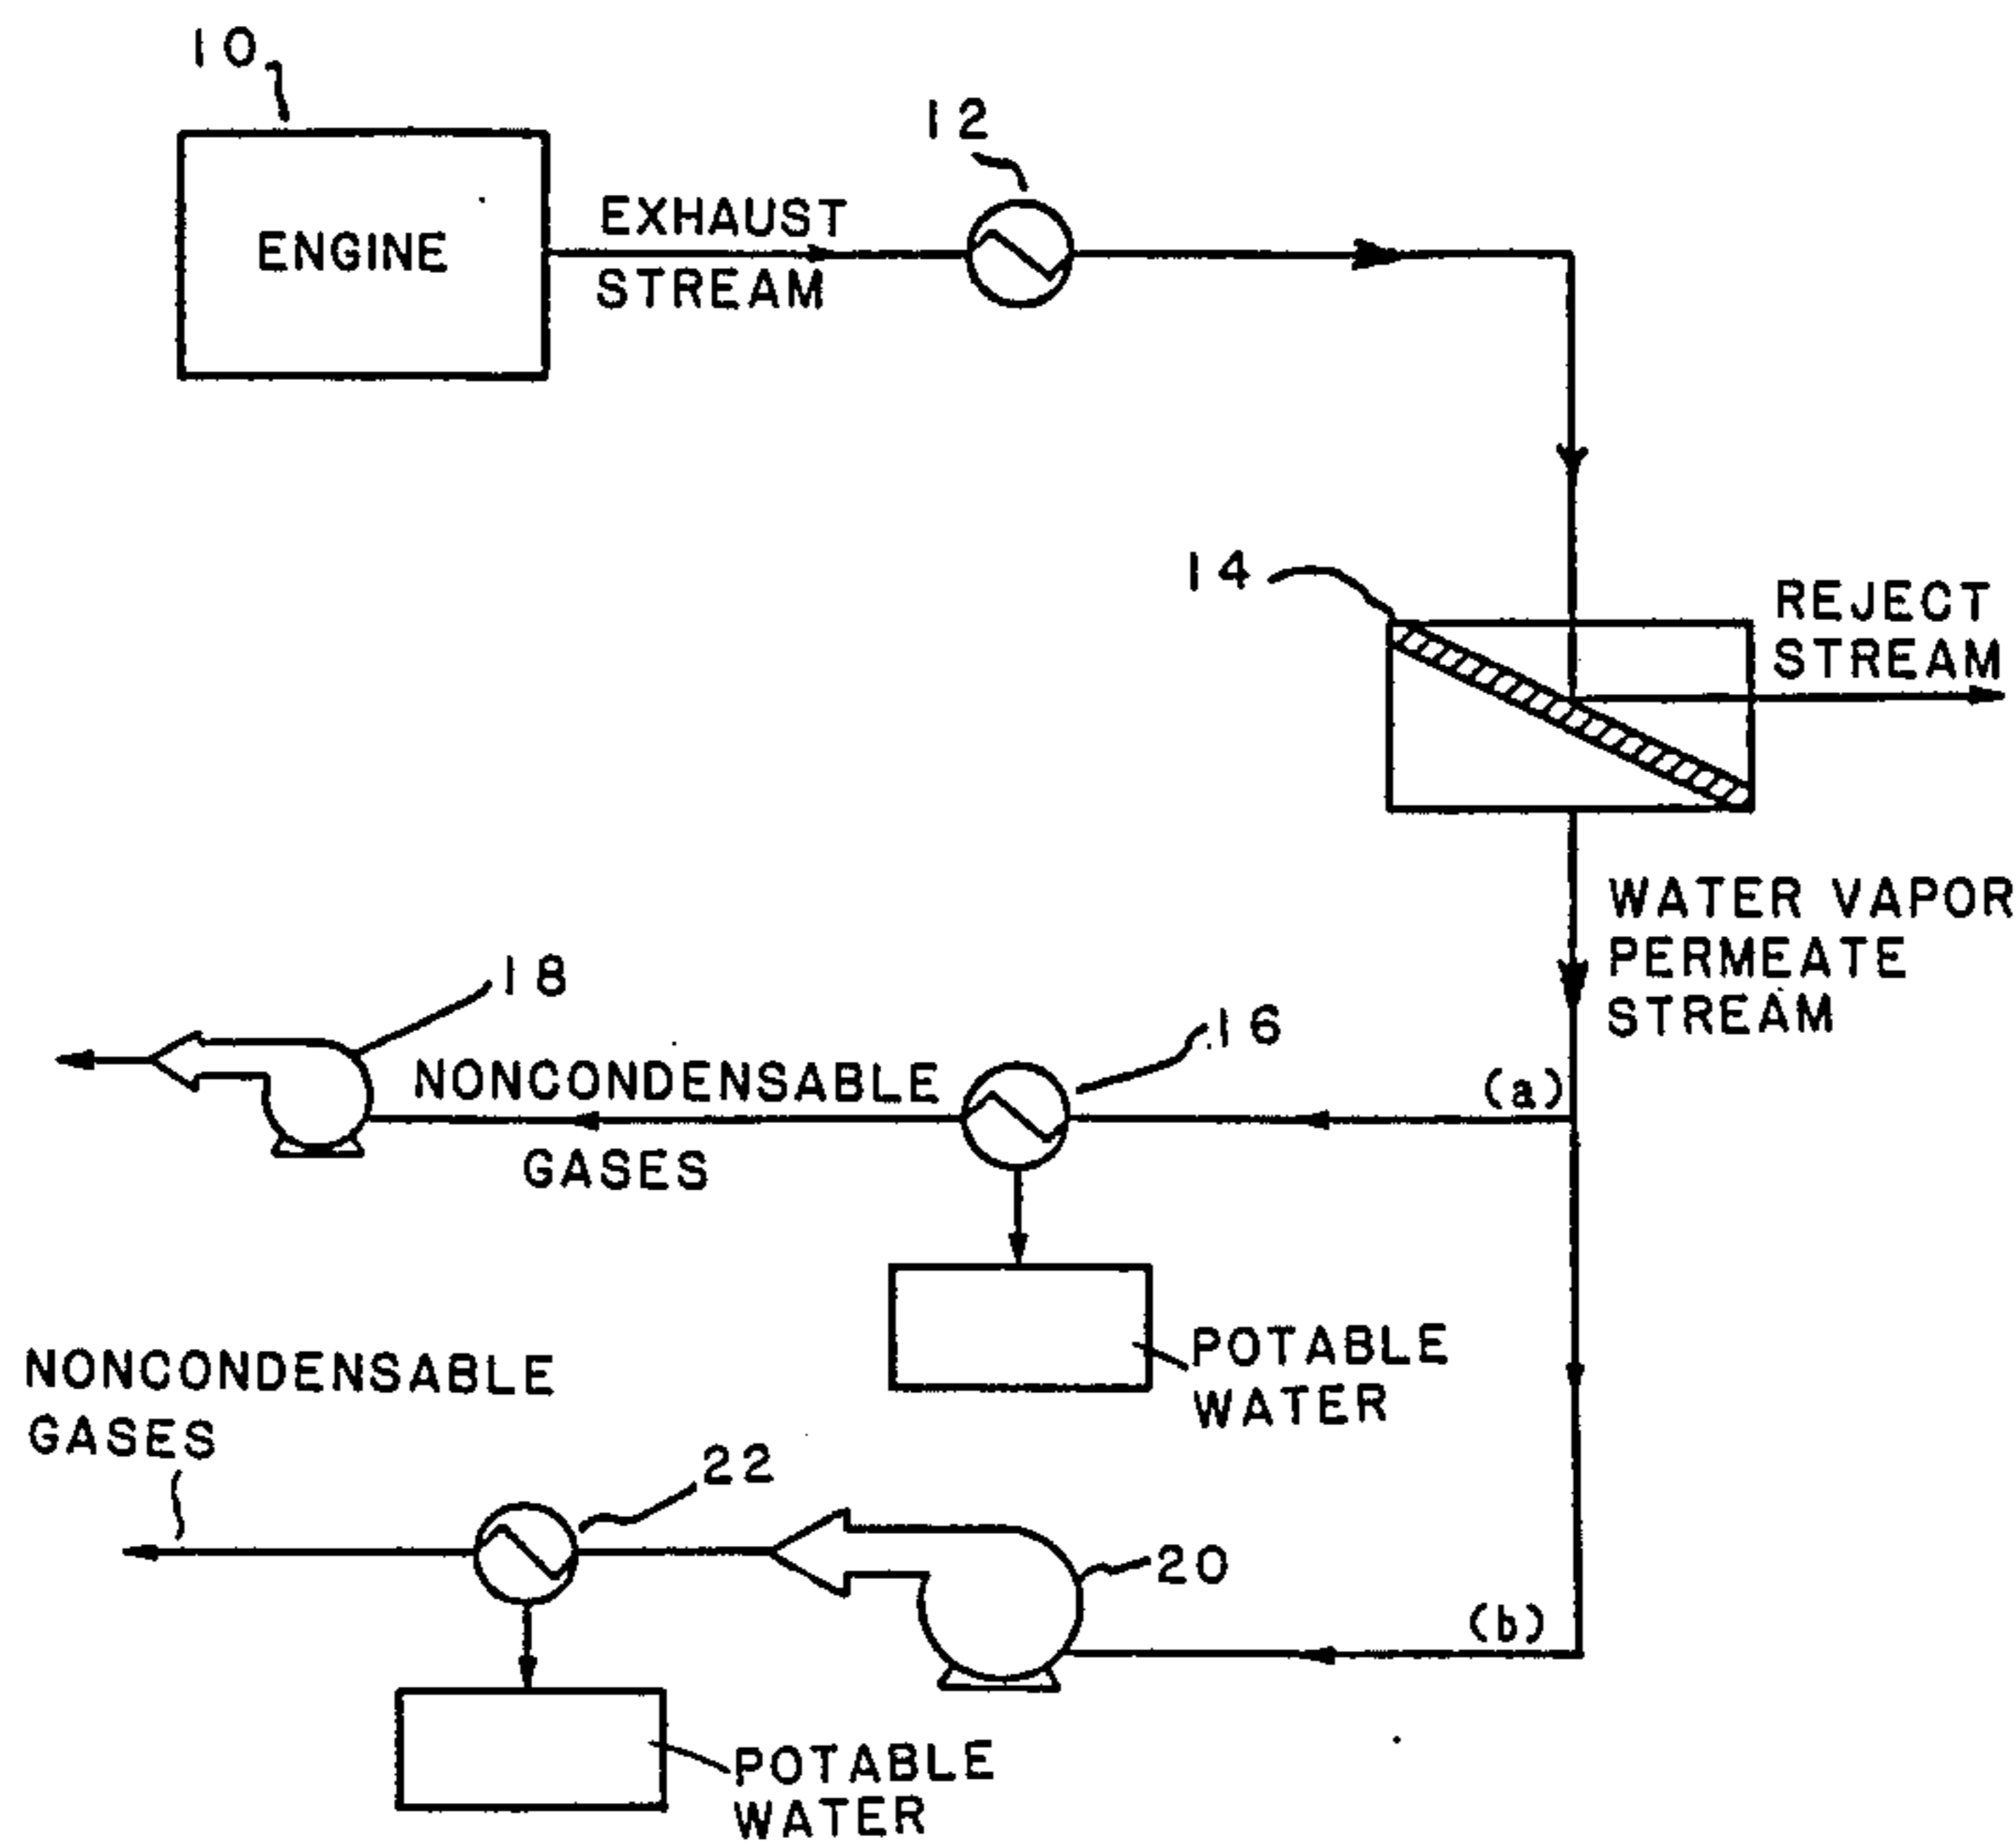 10
12
ENGINE
EXHAUST
STREAM
14
REJECT
STREAM
WATER VAPOR
PERMEATE
STREAM
18
16
(a)
NONCONDENSABLE
GASES
POTABLE
WATER
NONCONDENSABLE
GASES
22
20
(b)
POTABLE
WATER